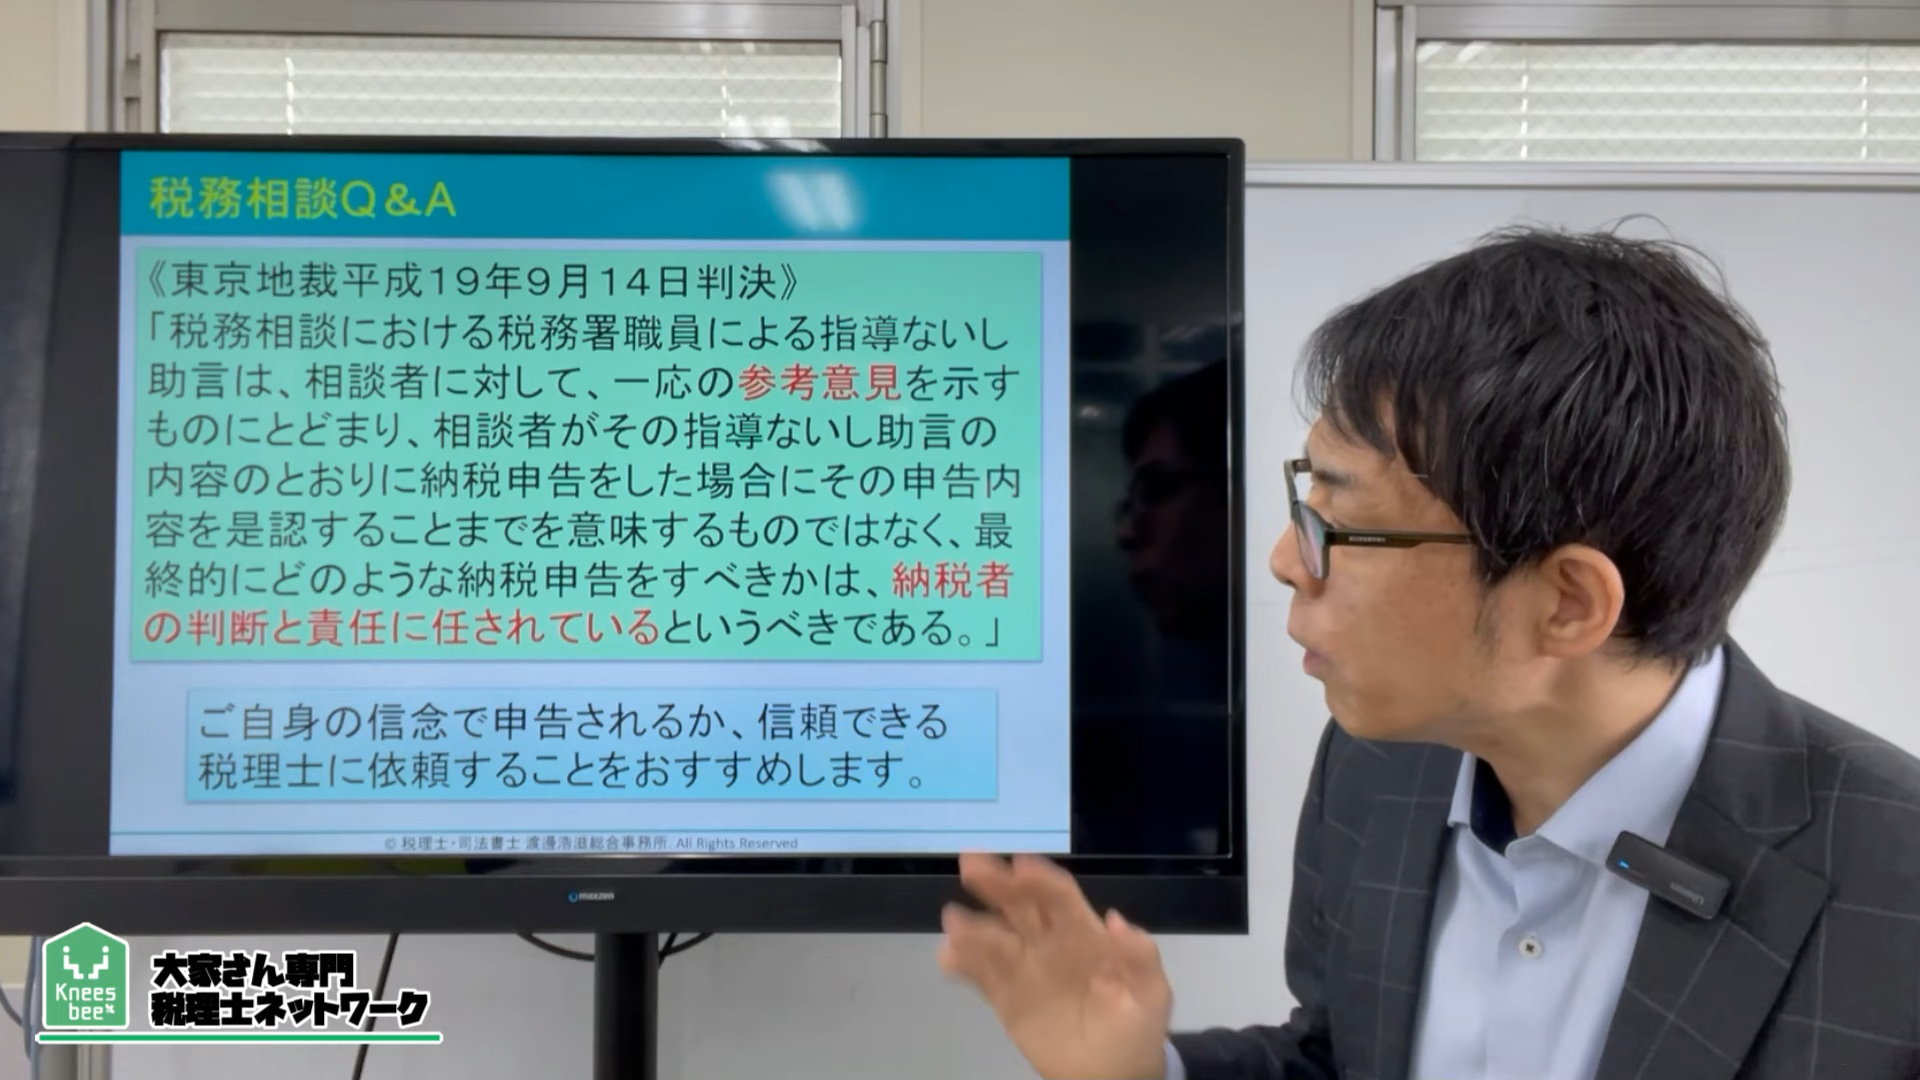 税務相談Q&A
《東京地裁平成19年9月14日判決》
「税務相談における税務署職員による指導ないし
助言は、相談者に対して、一応の参考意見を示す
ものにとどまり、相談者がその指導ないし助言の
内容のとおりに納税申告をした場合にその申告内
容を是認することまでを意味するものではなく、最
終的にどのような納税申告をすべきかは、納税者
の判断と責任に任されているというべきである。」
ご自身の信念で申告されるか、信頼できる
税理士に依頼することをおすすめします。
© 税理士・司法書士 渡邊浩滋総合事務所 All Rights Reserved
maxzen
Knees
bee税
大家さん専門
税理士ネットワーク